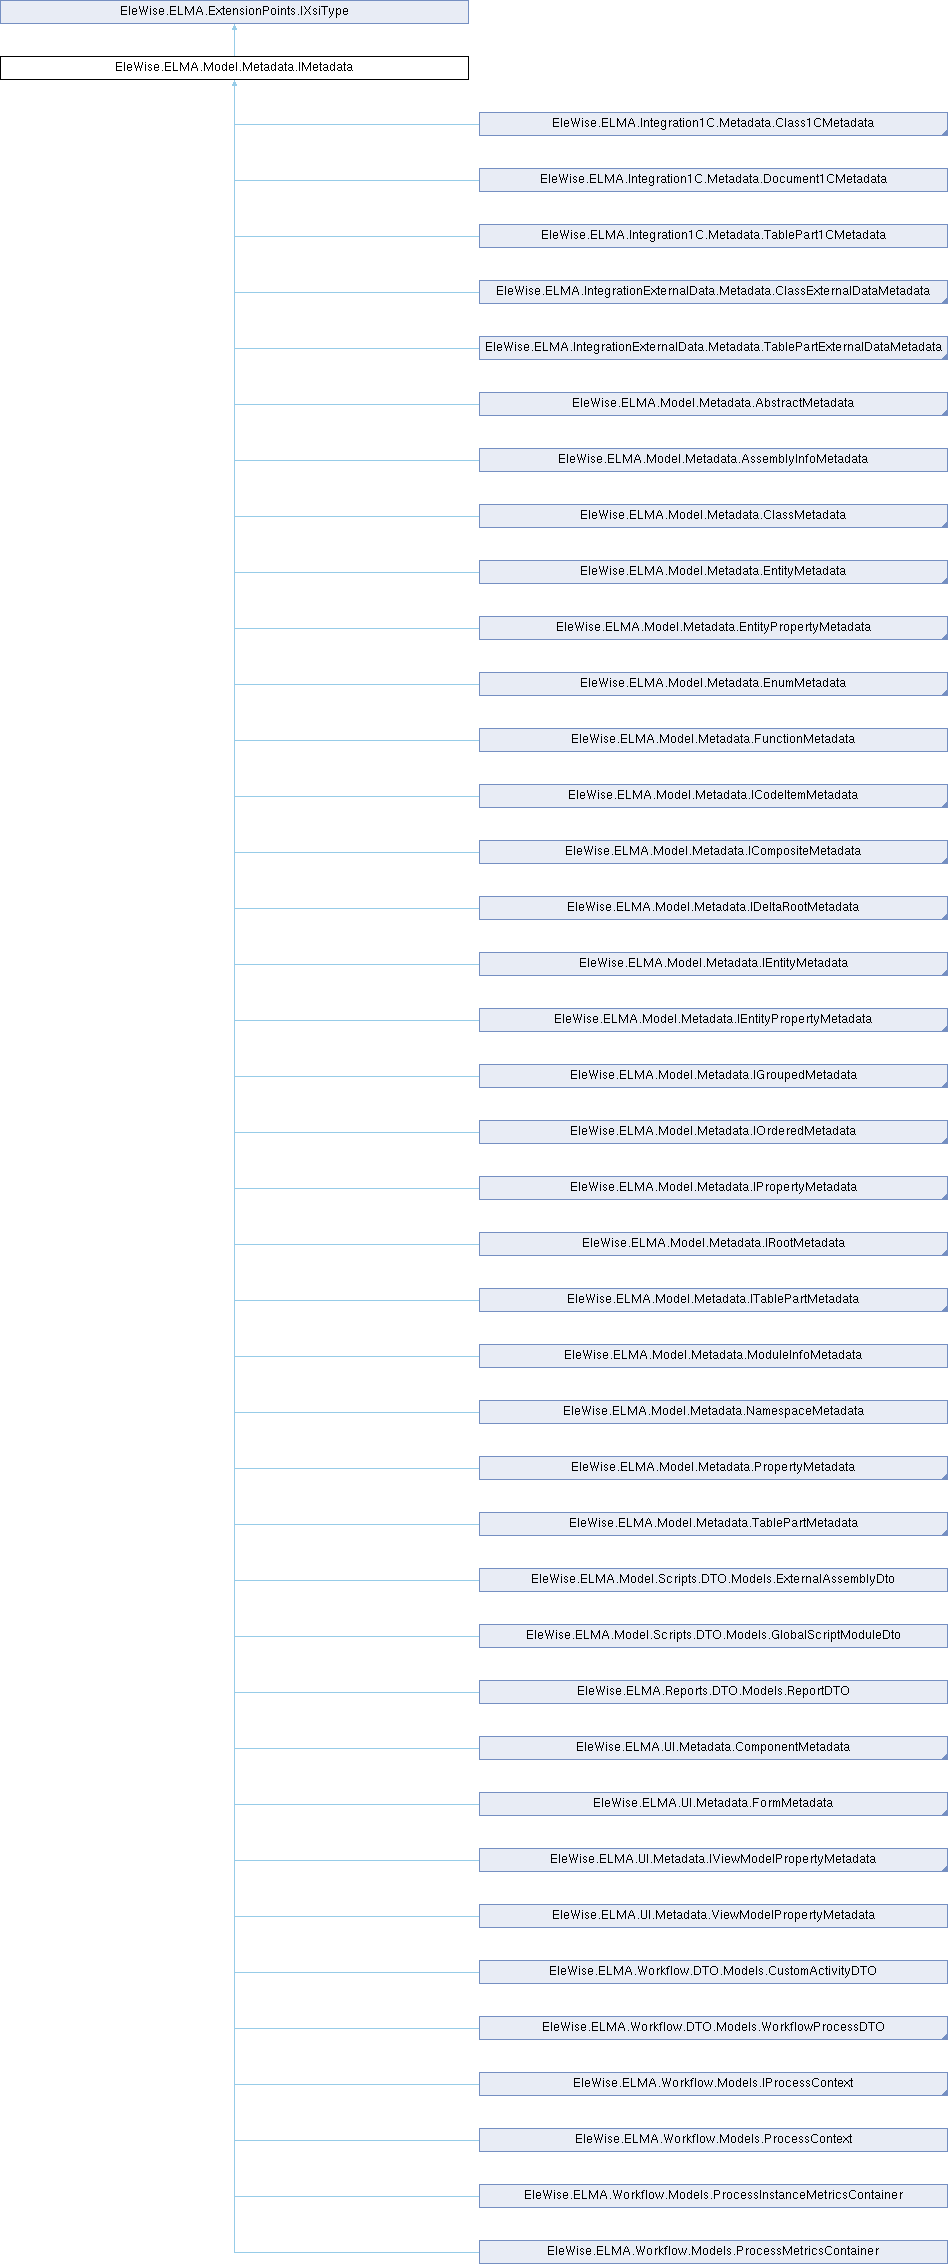 EleWise.ELMA.ExtensionPoints.IXsiType
EleWise.ELMA.Model.Metadata.IMetadata
EleWise.ELMA.Integration1C.Metadata.Class1CMetadata
EleWise.ELMA.Integration1C.Metadata.Document1CMetadata
EleWise.ELMA.Integration1C.Metadata.TablePart1CMetadata
EleWise.ELMA.IntegrationExternalData.Metadata.ClassExternalDataMetadata
EleWise.ELMA.IntegrationExternalData.Metadata.TablePartExternalDataMetadata
EleWise.ELMA.Model.Metadata.AbstractMetadata
EleWise.ELMA.Model.Metadata.AssemblyInfoMetadata
EleWise.ELMA.Model.Metadata.ClassMetadata
EleWise.ELMA.Model.Metadata.EntityMetadata
EleWise.ELMA.Model.Metadata.EntityPropertyMetadata
EleWise.ELMA.Model.Metadata.EnumMetadata
EleWise.ELMA.Model.Metadata.FunctionMetadata
EleWise.ELMA.Model.Metadata.ICodeItemMetadata
EleWise.ELMA.Model.Metadata.ICompositeMetadata
EleWise.ELMA.Model.Metadata.IDeltaRootMetadata
EleWise.ELMA.Model.Metadata.IEntityMetadata
EleWise.ELMA.Model.Metadata.IEntityPropertyMetadata
EleWise.ELMA.Model.Metadata.IGroupedMetadata
EleWise.ELMA.Model.Metadata.IOrderedMetadata
EleWise.ELMA.Model.Metadata.IPropertyMetadata
EleWise.ELMA.Model.Metadata.IRootMetadata
EleWise.ELMA.Model.Metadata.ITablePartMetadata
EleWise.ELMA.Model.Metadata.ModuleInfoMetadata
EleWise.ELMA.Model.Metadata.NamespaceMetadata
EleWise.ELMA.Model.Metadata.PropertyMetadata
EleWise.ELMA.Model.Metadata.TablePartMetadata
EleWise.ELMA.Model.Scripts.DTO.Models.ExternalAssemblyDto
EleWise.ELMA.Model.Scripts.DTO.Models.GlobalScriptModuleDto
EleWise.ELMA.Reports.DTO.Models.ReportDTO
EleWise.ELMA.UI.Metadata.ComponentMetadata
EleWise.ELMA.UI.Metadata.FormMetadata
EleWise.ELMA.UI.Metadata.IViewModelPropertyMetadata
EleWise.ELMA.UI.Metadata.ViewModelPropertyMetadata
EleWise.ELMA.Workflow.DTO.Models.CustomActivityDTO
EleWise.ELMA.Workflow.DTO.Models.WorkflowProcessDTO
EleWise.ELMA.Workflow.Models.IProcessContext
EleWise.ELMA.Workflow.Models.ProcessContext
EleWise.ELMA.Workflow.Models.ProcessInstanceMetricsContainer
EleWise.ELMA.Workflow.Models.ProcessMetricsContainer